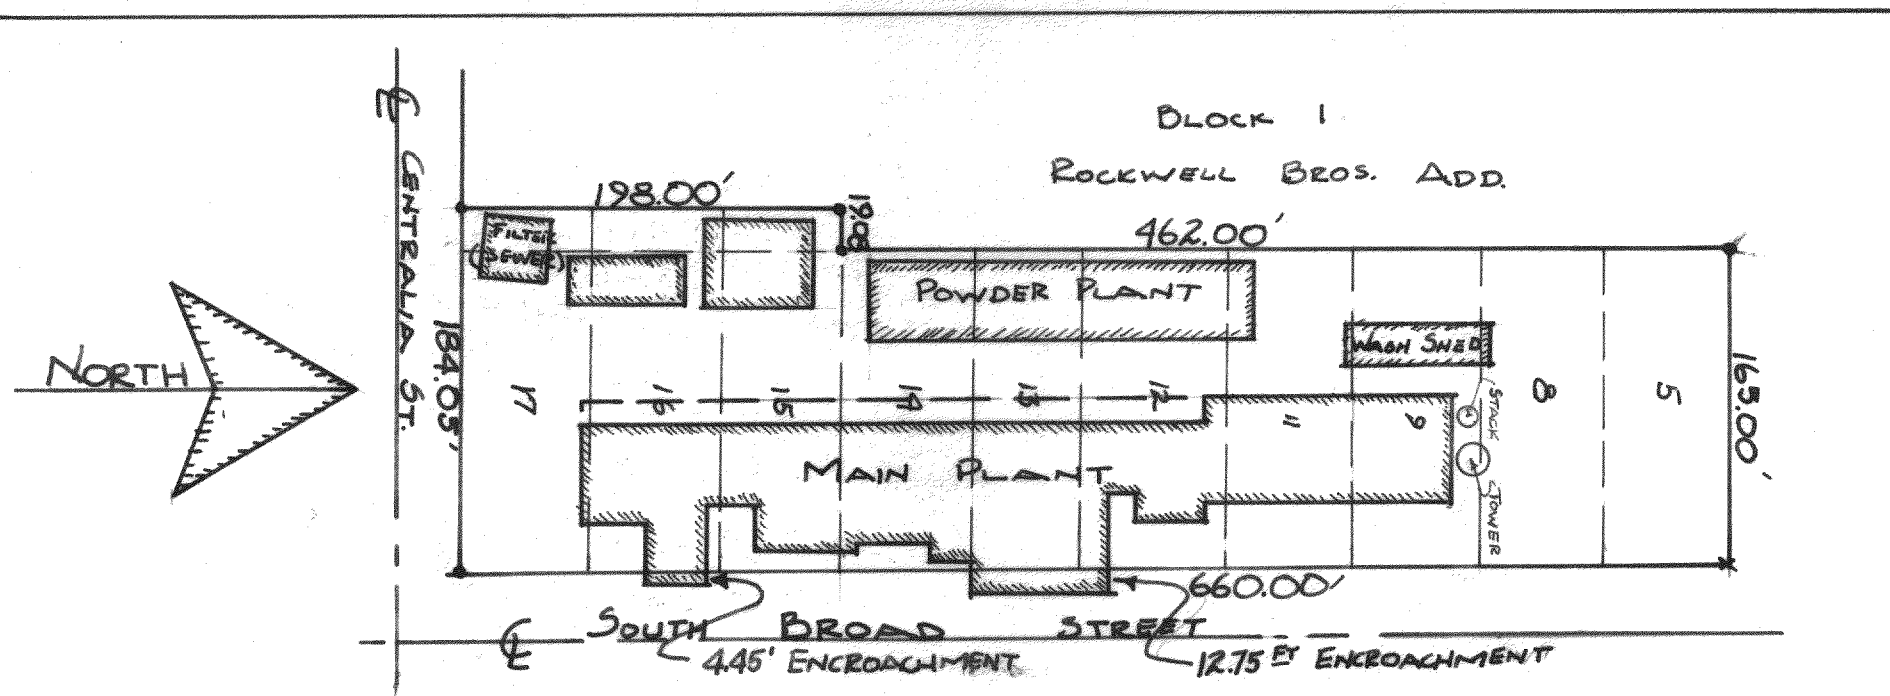 BLOCK 1
ROCKWELL BROS. ADD.
℄ CENTRALIA ST.
198.00'
19.05
462.00'
FILTER
(SEWER)
POWDER PLANT
WASH SHED
NORTH
184.05'
165.00'
17 16 15 14 13 12 11 9 8 5
STACK
TOWER
MAIN PLANT
660.00'
℄ SOUTH BROAD STREET
4.45' ENCROACHMENT
12.75 FT ENCROACHMENT